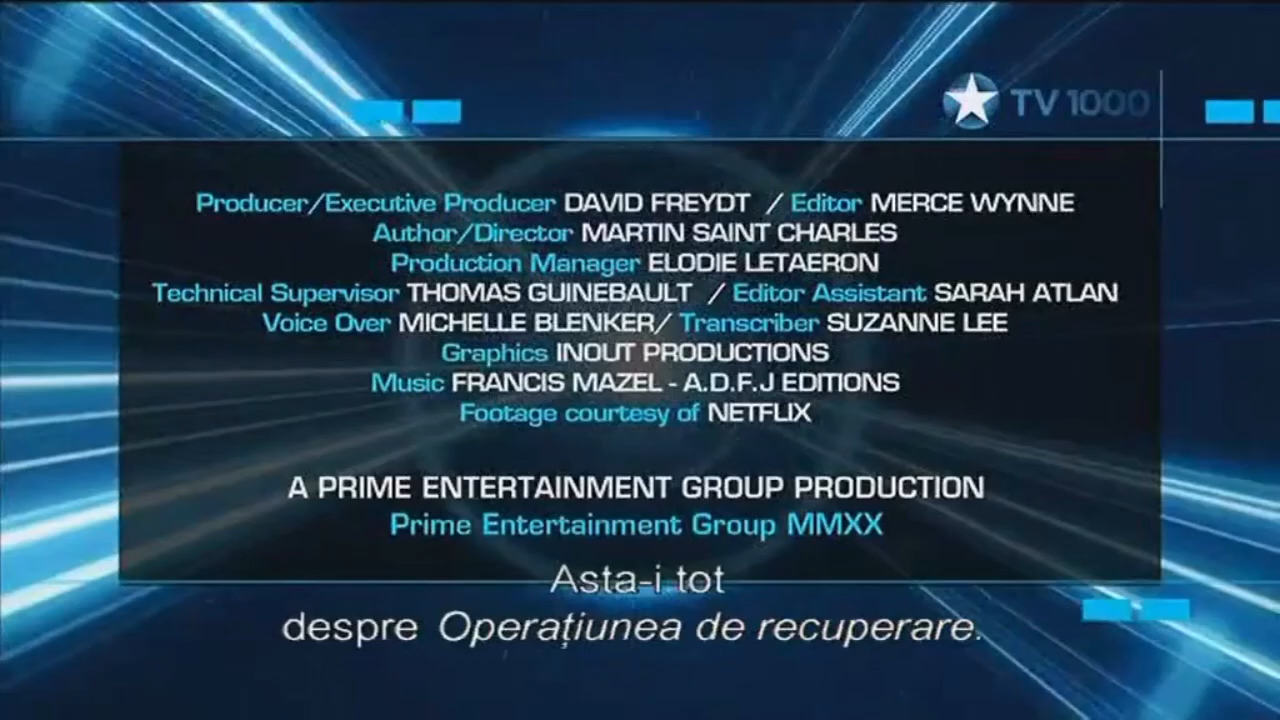 TV 1000
Producer/Executive Producer DAVID FREYDT / Editor MERCE WYNNE
Author/Director MARTIN SAINT CHARLES
Production Manager ELODIE LETAERON
Technical Supervisor THOMAS GUINEBAULT / Editor Assistant SARAH ATLAN
Voice Over MICHELLE BLENKER/ Transcriber SUZANNE LEE
Graphics INOUT PRODUCTIONS
Music FRANCIS MAZEL - A.D.F.J EDITIONS
Footage courtesy of NETFLIX
A PRIME ENTERTAINMENT GROUP PRODUCTION
Prime Entertainment Group MMXX
Asta-i tot
despre Operaţiunea de recuperare.